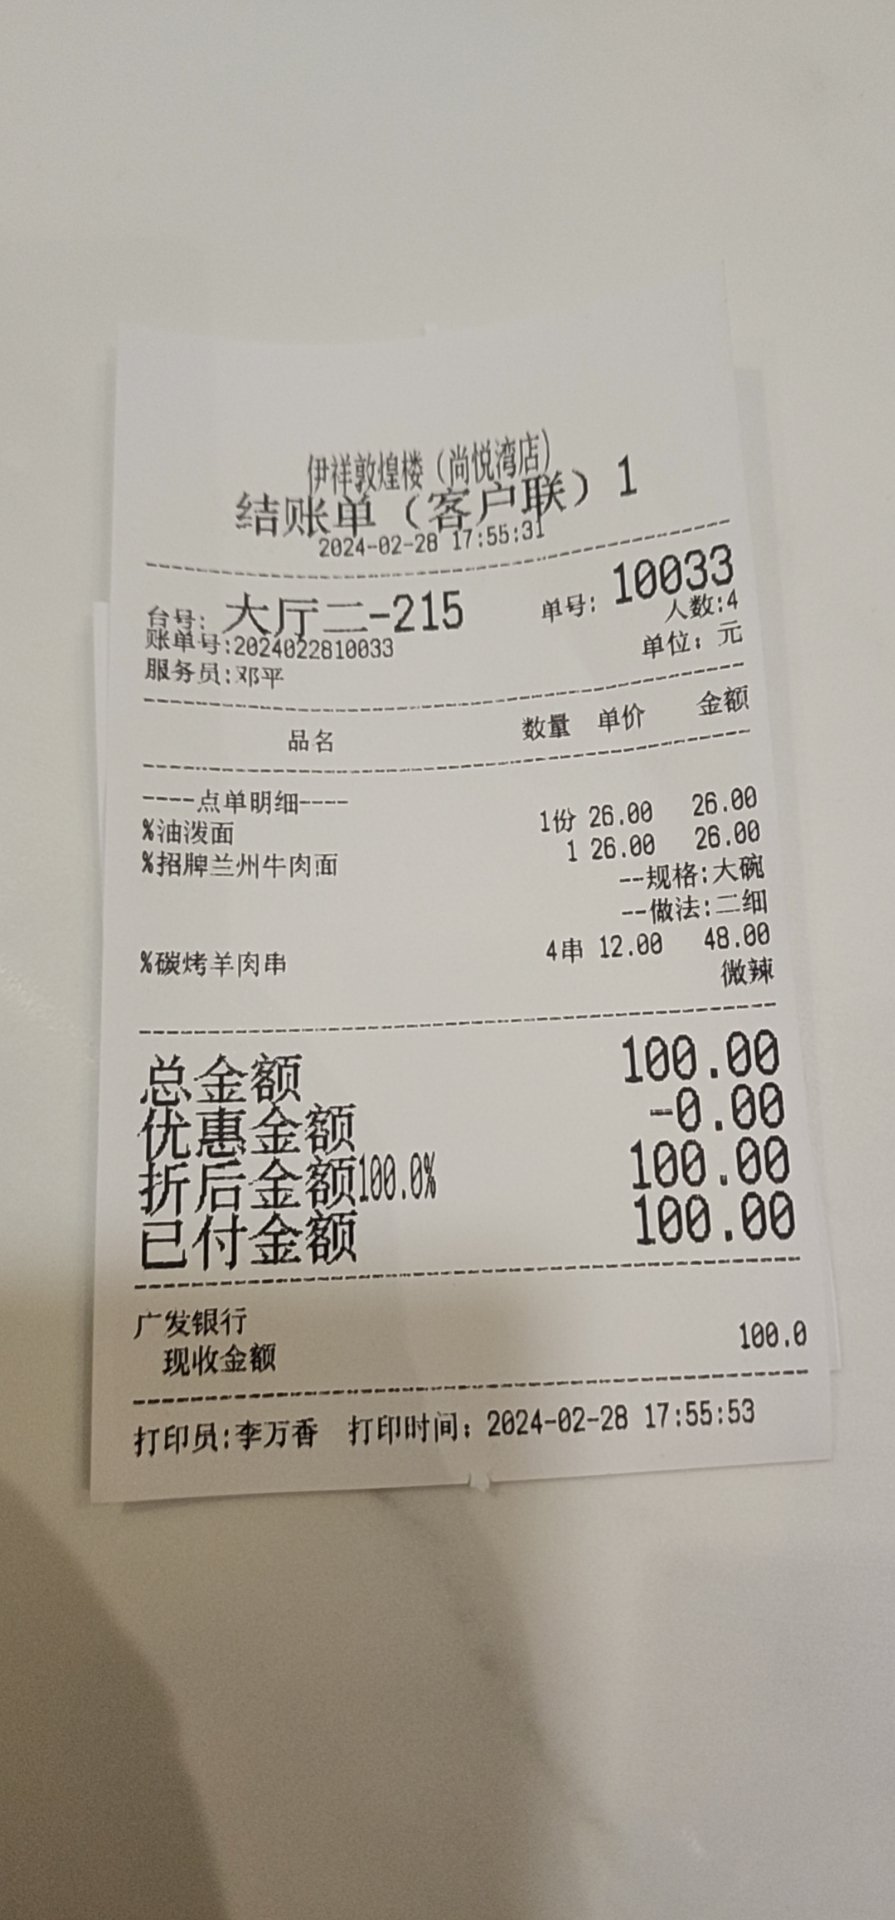 伊祥敦煌楼（尚悦湾店）
结账单（客户联）1
2024-02-28 17:55:31
台号: 大厅二-215 单号: 10033
账单号:2024022810033 人数:4
服务员:邓平 单位: 元
品名 数量 单价 金额
----点单明细----
%油泼面 1份 26.00 26.00
%招牌兰州牛肉面 1 26.00 26.00
--规格:大碗
--做法:二细
%碳烤羊肉串 4串 12.00 48.00
微辣
总金额 100.00
优惠金额 -0.00
折后金额100.0% 100.00
已付金额 100.00
广发银行
现收金额 100.0
打印员:李万香 打印时间: 2024-02-28 17:55:53